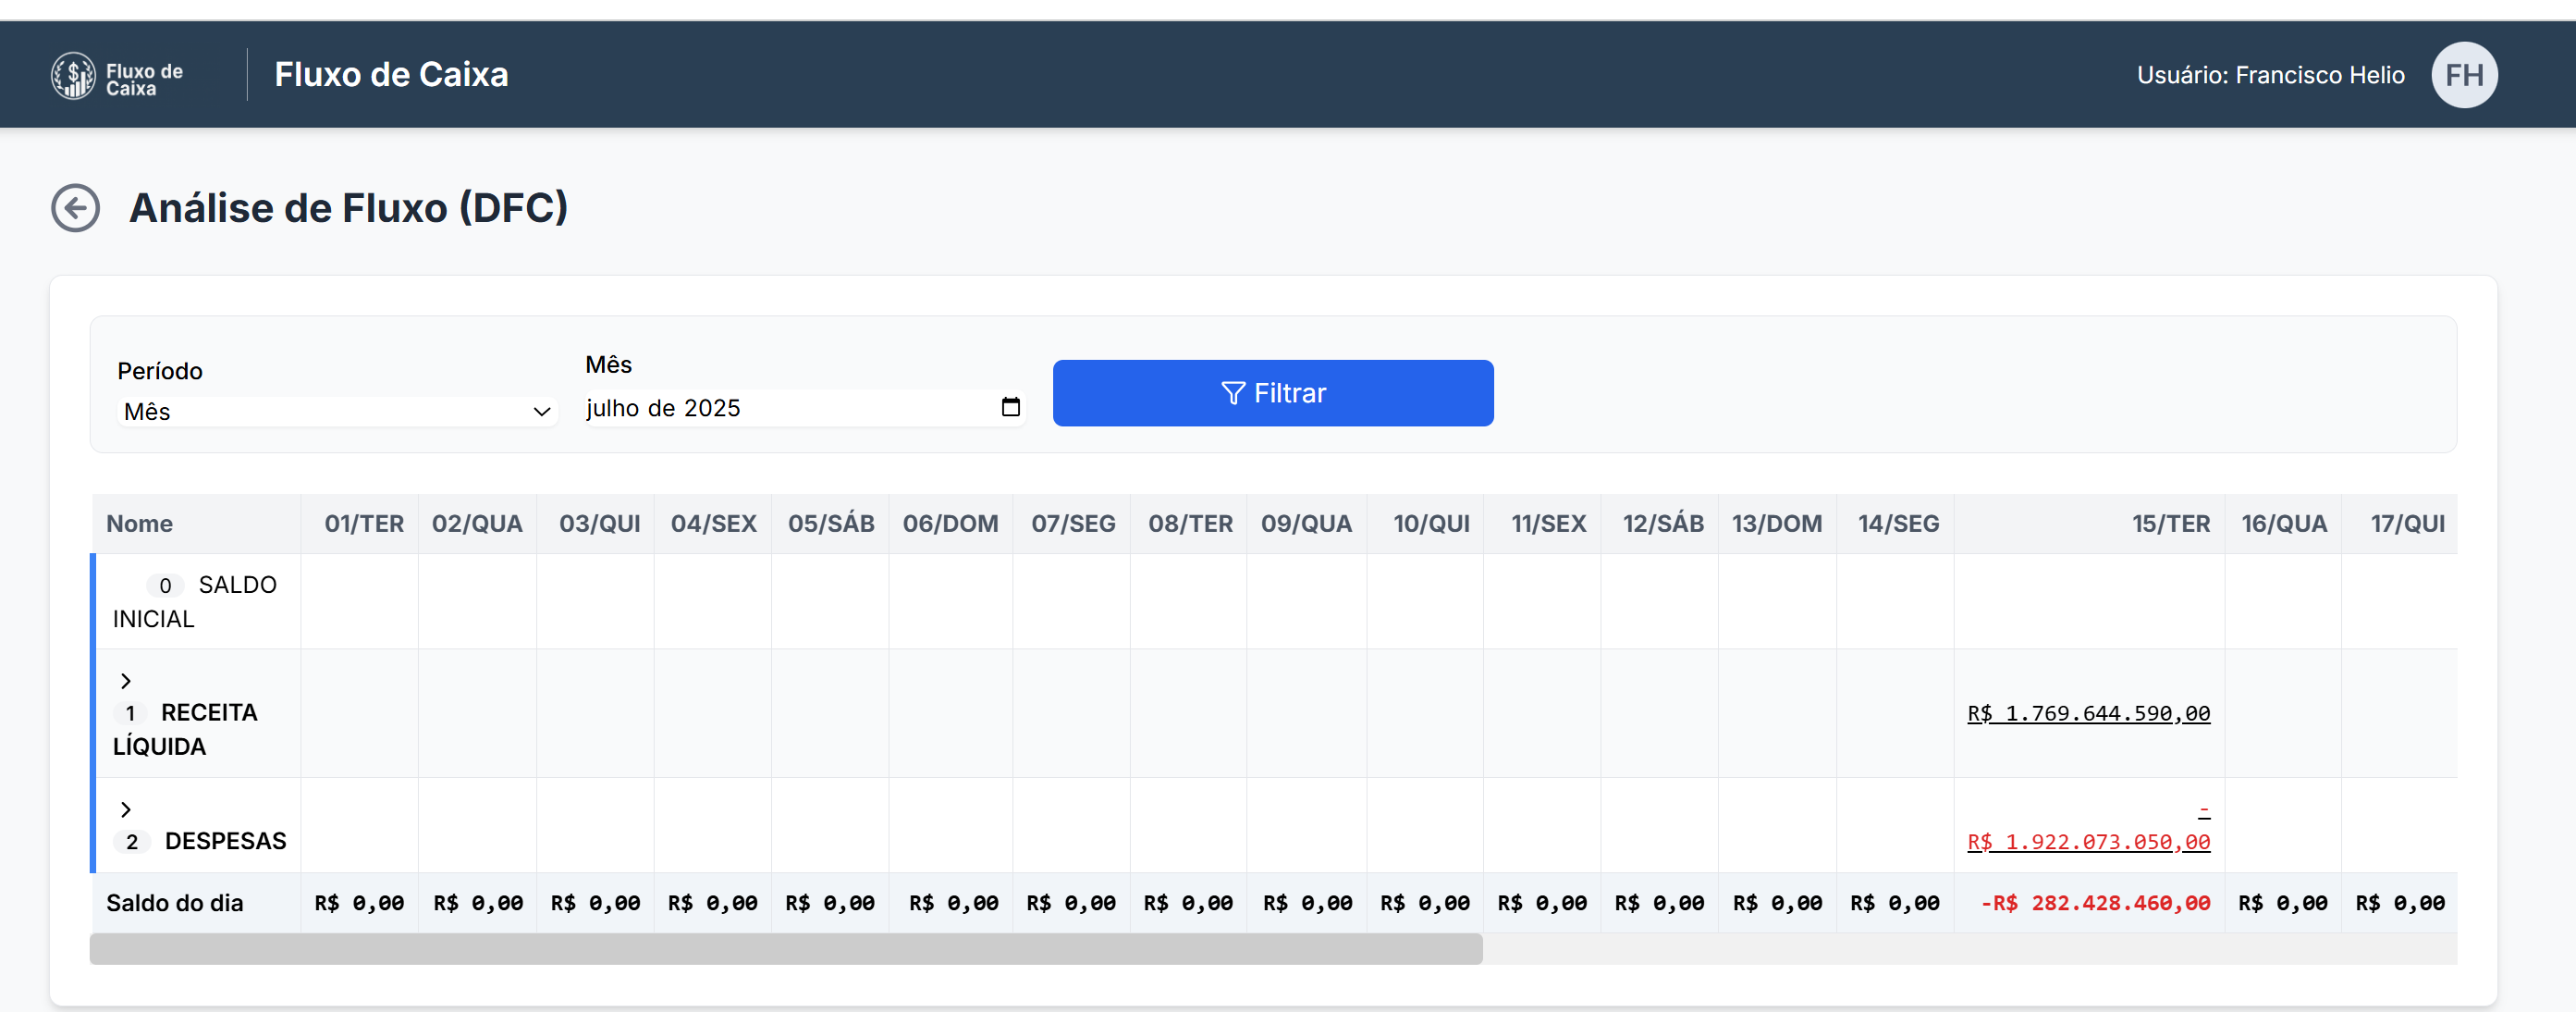 Fluxo de
Caixa
Fluxo de Caixa
Usuário: Francisco Helio
FH
Análise de Fluxo (DFC)
Período
Mês
Mês
julho de 2025
Filtrar
Nome 01/TER 02/QUA 03/QUI 04/SEX 05/SÁB 06/DOM 07/SEG 08/TER 09/QUA 10/QUI 11/SEX 12/SÁB 13/DOM 14/SEG 15/TER 16/QUA 17/QUI
0 SALDO
INICIAL
1 RECEITA
LÍQUIDA
R$ 1.769.644.590,00
2 DESPESAS
-
R$ 1.922.073.050,00
Saldo do dia R$ 0,00 R$ 0,00 R$ 0,00 R$ 0,00 R$ 0,00 R$ 0,00 R$ 0,00 R$ 0,00 R$ 0,00 R$ 0,00 R$ 0,00 R$ 0,00 R$ 0,00 R$ 0,00 -R$ 282.428.460,00 R$ 0,00 R$ 0,00